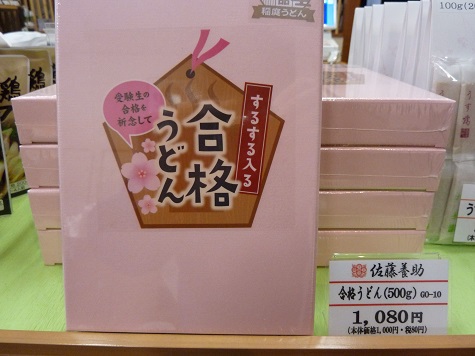 稲庭うどん
受験生の
合格を
祈念して
するする入る
合格
うどん
100g(2
鶏
佐藤養助
合格うどん(500g) GO-10
1,080円
(本体価格1,000円・税80円)